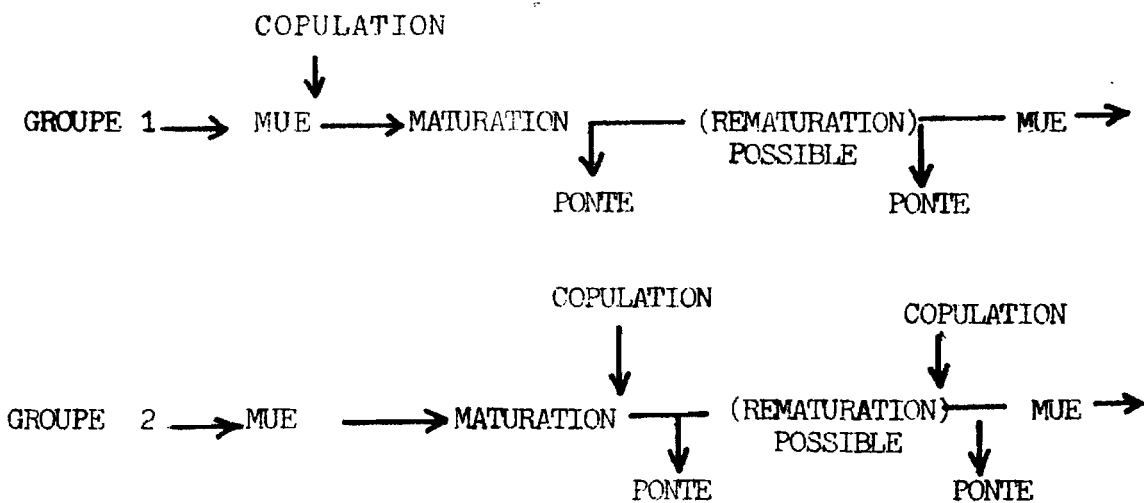 COPULATION
GROUPE 1 MUE MATURATION (REMATURATION) MUE
POSSIBLE
PONTE PONTE
COPULATION
COPULATION
GROUPE 2 MUE MATURATION (REMATURATION) MUE
POSSIBLE
PONTE PONTE